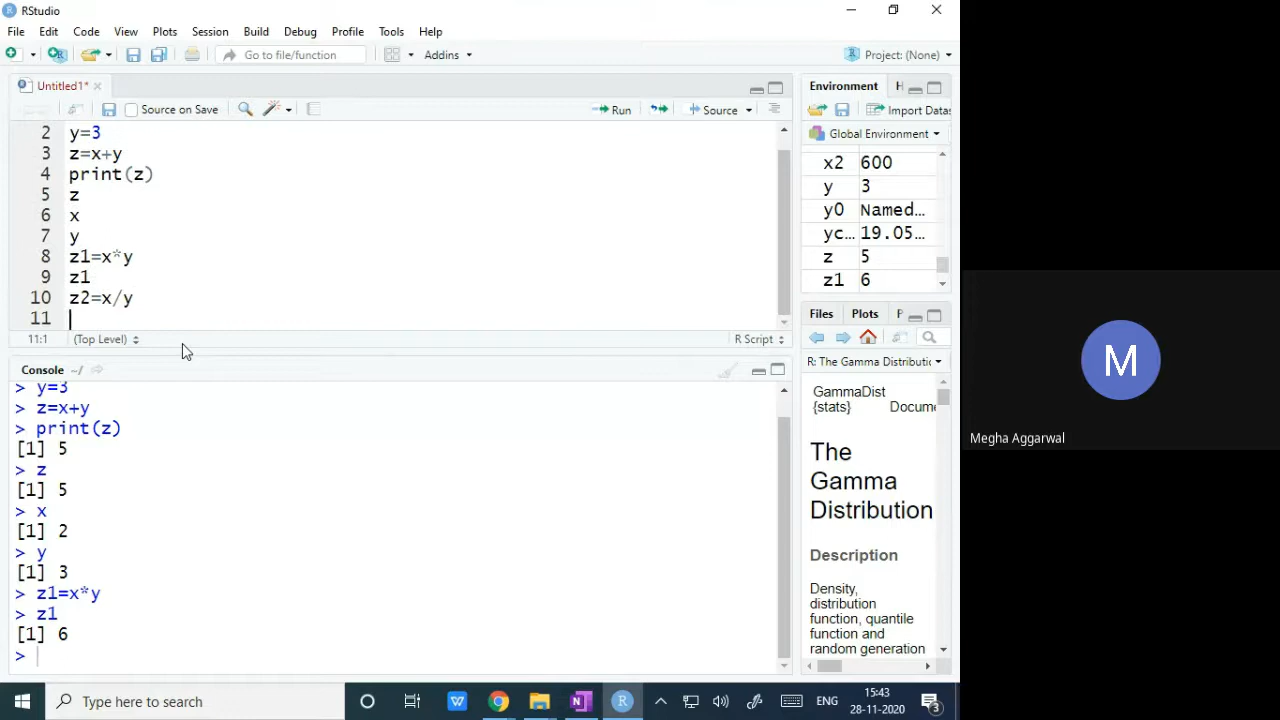 RStudio
File Edit Code View Plots Session Build Debug Profile Tools Help
Go to file/function Addins Project: (None)
Untitled1*
Source on Save Run Source
2 y=3
3 z=x+y
4 print(z)
5 z
6 x
7 y
8 z1=x*y
9 z1
10 z2=x/y
11
11:1 (Top Level) R Script
Console ~/
> y=3
> z=x+y
> print(z)
[1] 5
> z
[1] 5
> x
[1] 2
> y
[1] 3
> z1=x*y
> z1
[1] 6
>
Environment H
Import Datas
Global Environment
x2 600
y 3
y0 Named…
yc… 19.05…
z 5
z1 6
Files Plots P
R: The Gamma Distributic
GammaDist
{stats} Docume
The
Gamma
Distribution
Description
Density,
distribution
function, quantile
function and
random generation
M
Megha Aggarwal
Type here to search
W N R
ENG
15:43
28-11-2020
3